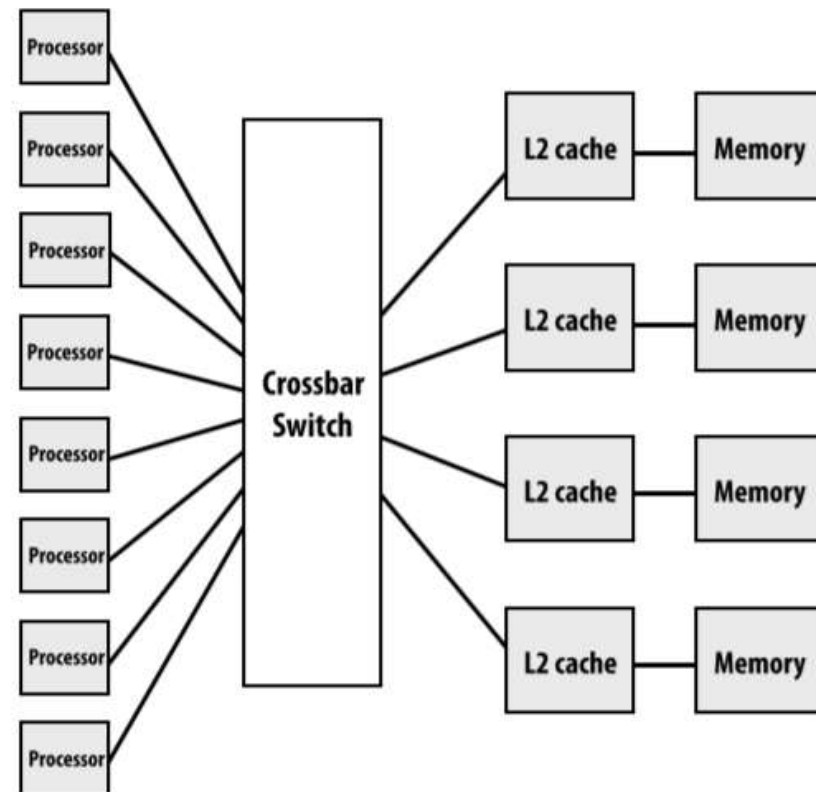 Processor
Processor
Processor
Processor
Processor
Processor
Processor
Processor
Crossbar
Switch
L2 cache
Memory
L2 cache
Memory
L2 cache
Memory
L2 cache
Memory